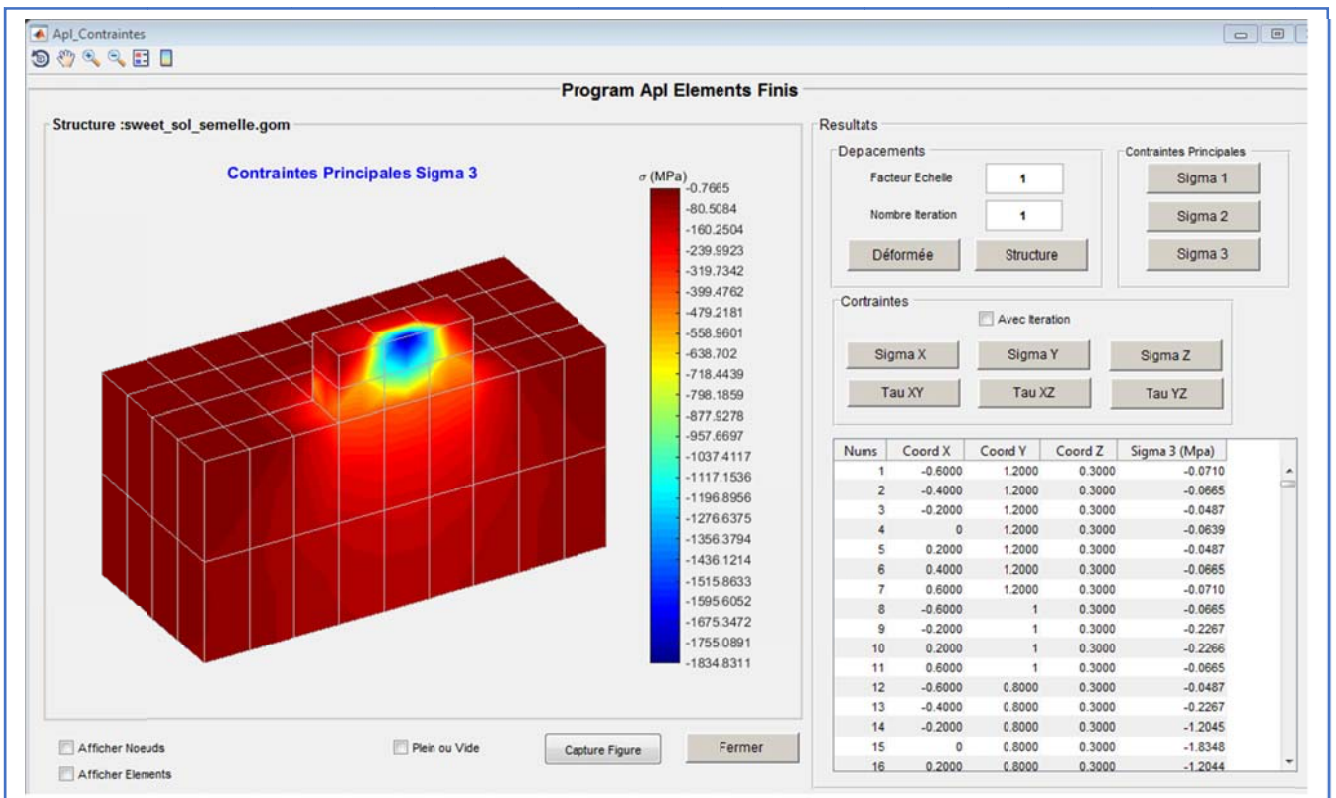 Apl_Contraintes
Program Apl Elements Finis
Structure :sweet_sol_semelle.gom
Contraintes Principales Sigma 3
σ (MPa)
-0.7665
-80.5084
-160.2504
-239.9923
-319.7342
-399.4762
-479.2181
-558.9601
-638.702
-718.4439
-798.1859
-877.9278
-957.6697
-1037.4117
-1117.1536
-1196.8956
-1276.6375
-1356.3794
-1436.1214
-1515.8633
-1595.6052
-1675.3472
-1755.0891
-1834.8311
Afficher Noeuds
Afficher Elements
Plein ou Vide
Capture Figure
Fermer
Resultats
Depacements
Facteur Echelle 1
Nombre Iteration 1
Déformée Structure
Contraintes Principales
Sigma 1
Sigma 2
Sigma 3
Contraintes
Avec Iteration
Sigma X Sigma Y Sigma Z
Tau XY Tau XZ Tau YZ
Nums Coord X Coord Y Coord Z Sigma 3 (Mpa)
1 -0.6000 1.2000 0.3000 -0.0710
2 -0.4000 1.2000 0.3000 -0.0665
3 -0.2000 1.2000 0.3000 -0.0487
4 0 1.2000 0.3000 -0.0639
5 0.2000 1.2000 0.3000 -0.0487
6 0.4000 1.2000 0.3000 -0.0665
7 0.6000 1.2000 0.3000 -0.0710
8 -0.6000 1 0.3000 -0.0665
9 -0.2000 1 0.3000 -0.2267
10 0.2000 1 0.3000 -0.2266
11 0.6000 1 0.3000 -0.0665
12 -0.6000 0.8000 0.3000 -0.0487
13 -0.4000 0.8000 0.3000 -0.2267
14 -0.2000 0.8000 0.3000 -1.2045
15 0 0.8000 0.3000 -1.8348
16 0.2000 0.8000 0.3000 -1.2044